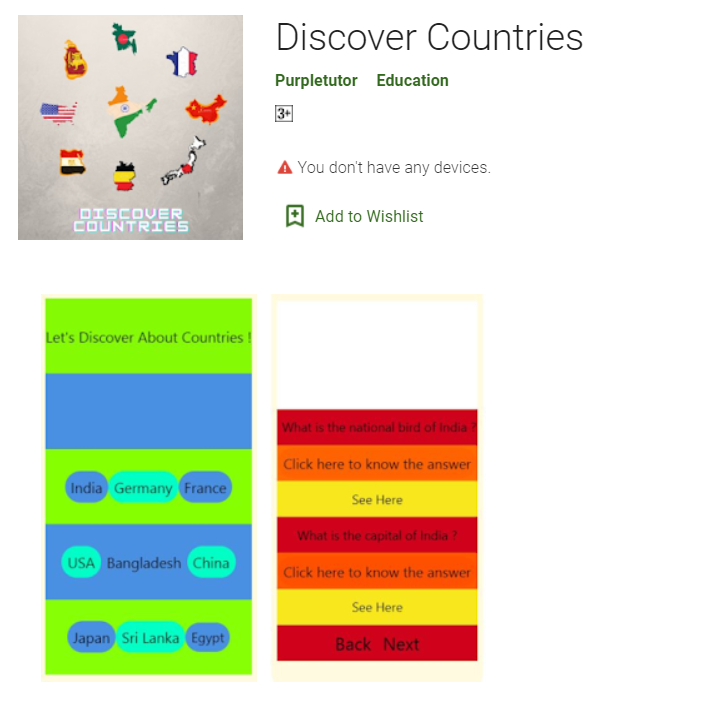 Discover Countries
Purpletutor Education
3+
You don't have any devices.
Add to Wishlist
DISCOVER
COUNTRIES
Let's Discover About Countries !
India Germany France
USA Bangladesh China
Japan Sri Lanka Egypt
What is the national bird of India ?
Click here to know the answer
See Here
What is the capital of India ?
Click here to know the answer
See Here
Back Next